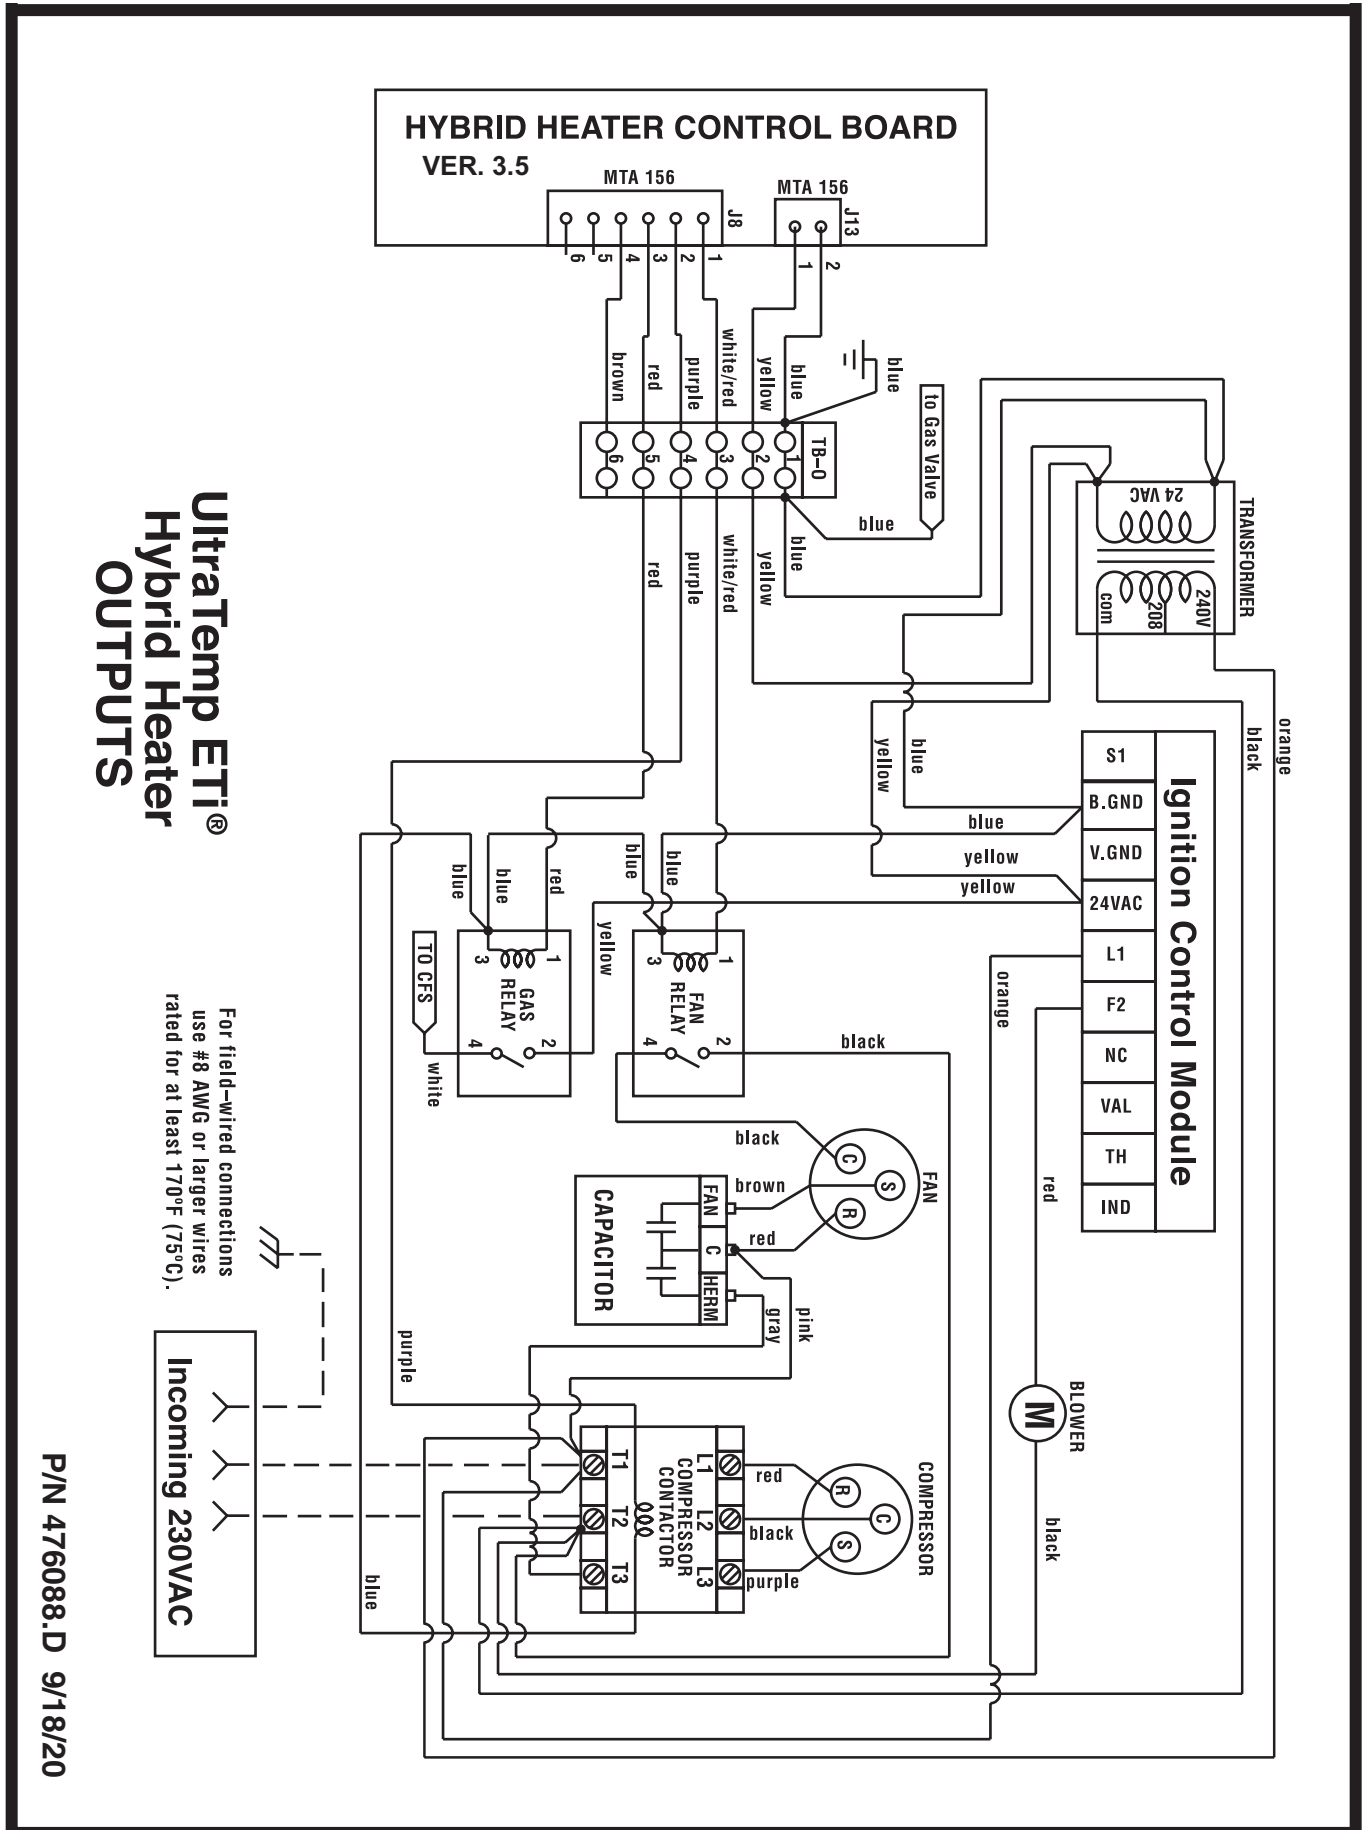 HYBRID HEATER CONTROL BOARD
VER. 3.5
MTA 156
J8
MTA 156
J13
6
5
4
3
2
1
1
2
brown
red
purple
white/red
yellow
blue
blue
to Gas Valve
TB-O
6
5
4
3
2
1
blue
red
purple
white/red
yellow
blue
TRANSFORMER
24 VAC
com
208
240V
orange
black
yellow
blue
Ignition Control Module
S1
B.GND
V.GND
24VAC
L1
F2
NC
VAL
TH
IND
blue
yellow
yellow
blue
blue
red
blue
blue
yellow
TO CFS
GAS
RELAY
3
1
4
2
white
FAN
RELAY
3
1
4
2
black
orange
red
black
brown
red
FAN
C
S
R
CAPACITOR
FAN
C
HERM
pink
gray
purple
BLOWER
M
black
COMPRESSOR
R
C
S
red
black
purple
COMPRESSOR
CONTACTOR
T1
T2
T3
L1
L2
L3
blue
UltraTemp ETi®
Hybrid Heater
OUTPUTS
For field-wired connections
use #8 AWG or larger wires
rated for at least 170ºF (75ºC).
Incoming 230VAC
P/N 476088.D 9/18/20